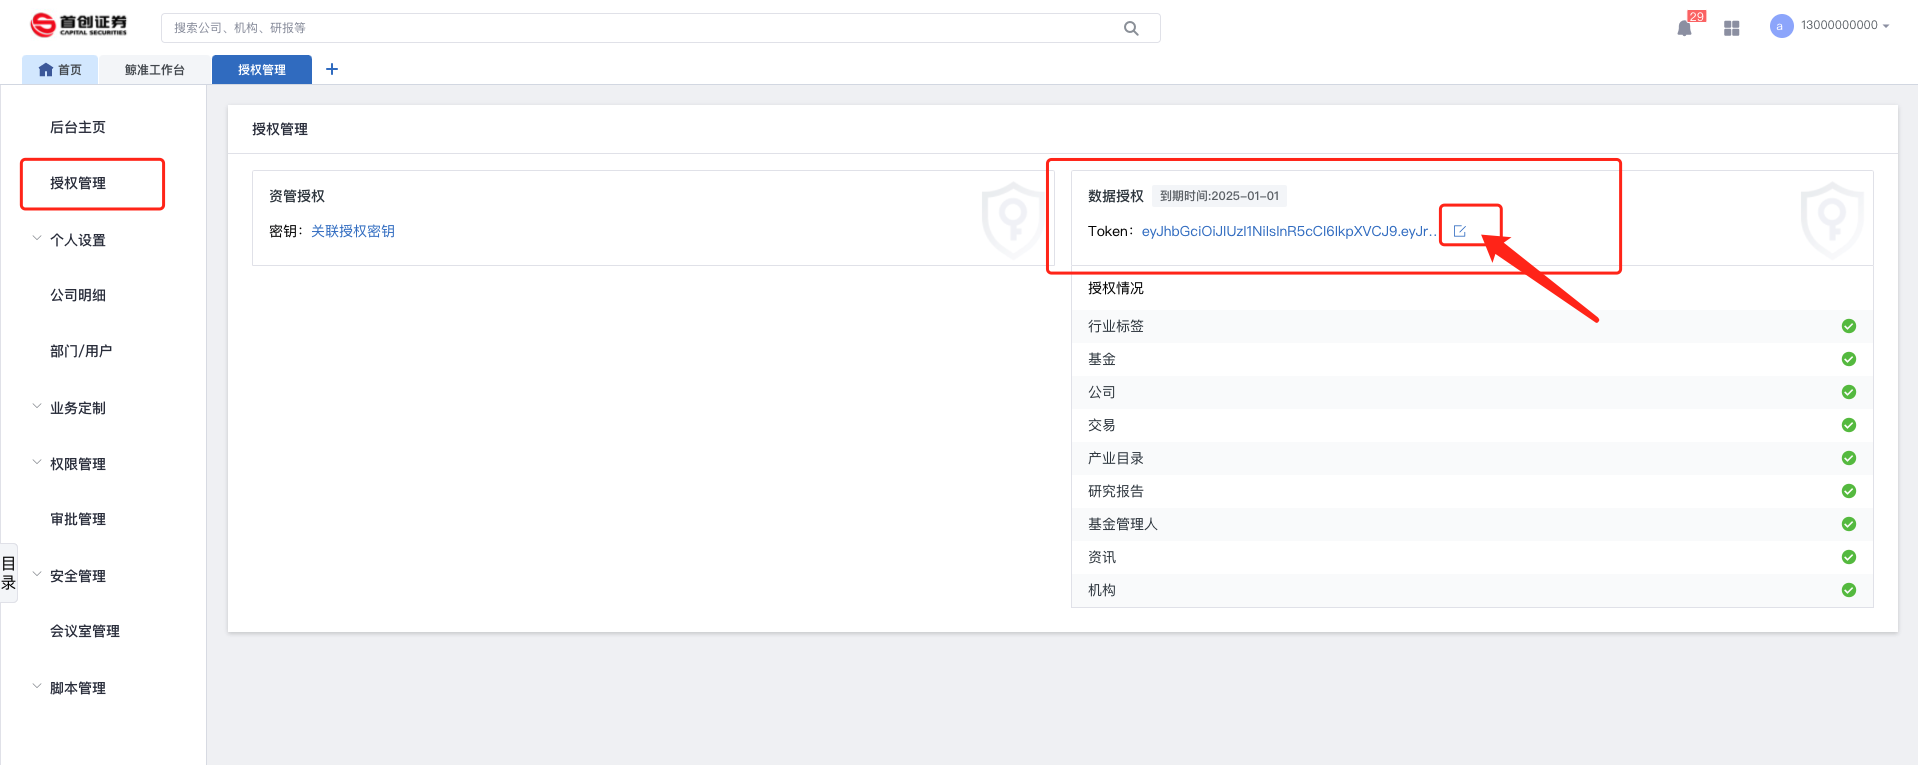 首创证券
CAPITAL SECURITIES
搜索公司、机构、研报等
29
a
13000000000
首页
鲸准工作台
授权管理
后台主页
授权管理
个人设置
公司明细
部门/用户
业务定制
权限管理
审批管理
安全管理
会议室管理
脚本管理
目录
授权管理
资管授权
密钥：关联授权密钥
数据授权 到期时间:2025-01-01
Token：eyJhbGciOiJIUzI1NiIsInR5cCI6IkpXVCJ9.eyJr...
授权情况
行业标签
基金
公司
交易
产业目录
研究报告
基金管理人
资讯
机构